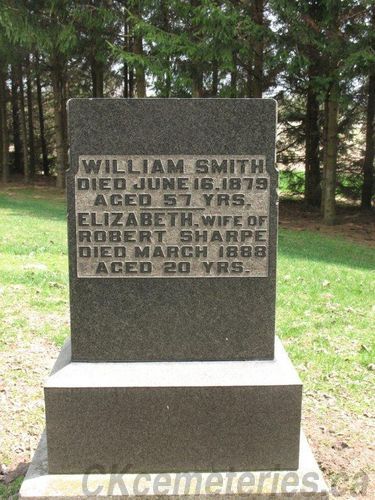 WILLIAM SMITH
DIED JUNE 16, 1879
AGED 57 YRS.
ELIZABETH, WIFE OF
ROBERT SHARPE
DIED MARCH 1888
AGED 20 YRS.
CKcemeteries.ca